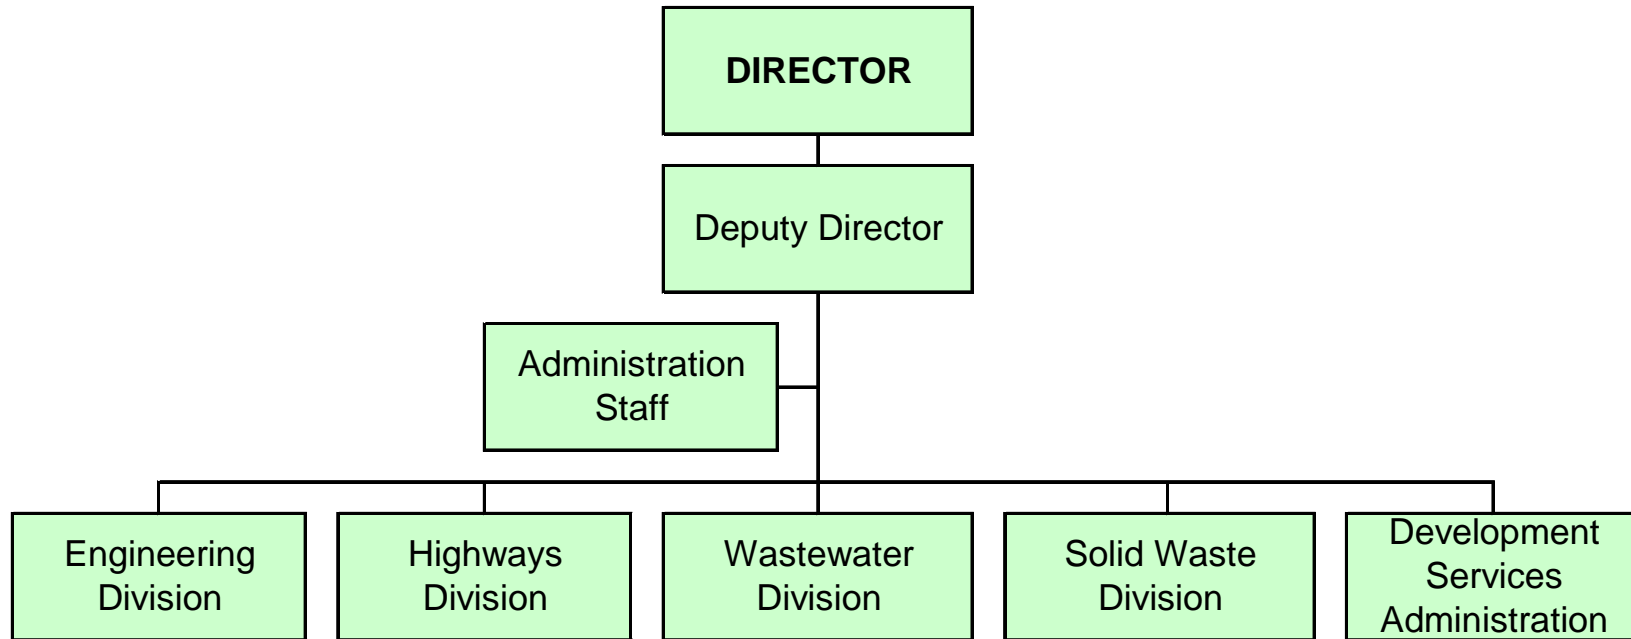 DIRECTOR
Deputy Director
Administration
Staff
Engineering
Division
Highways
Division
Wastewater
Division
Solid Waste
Division
Development
Services
Administration